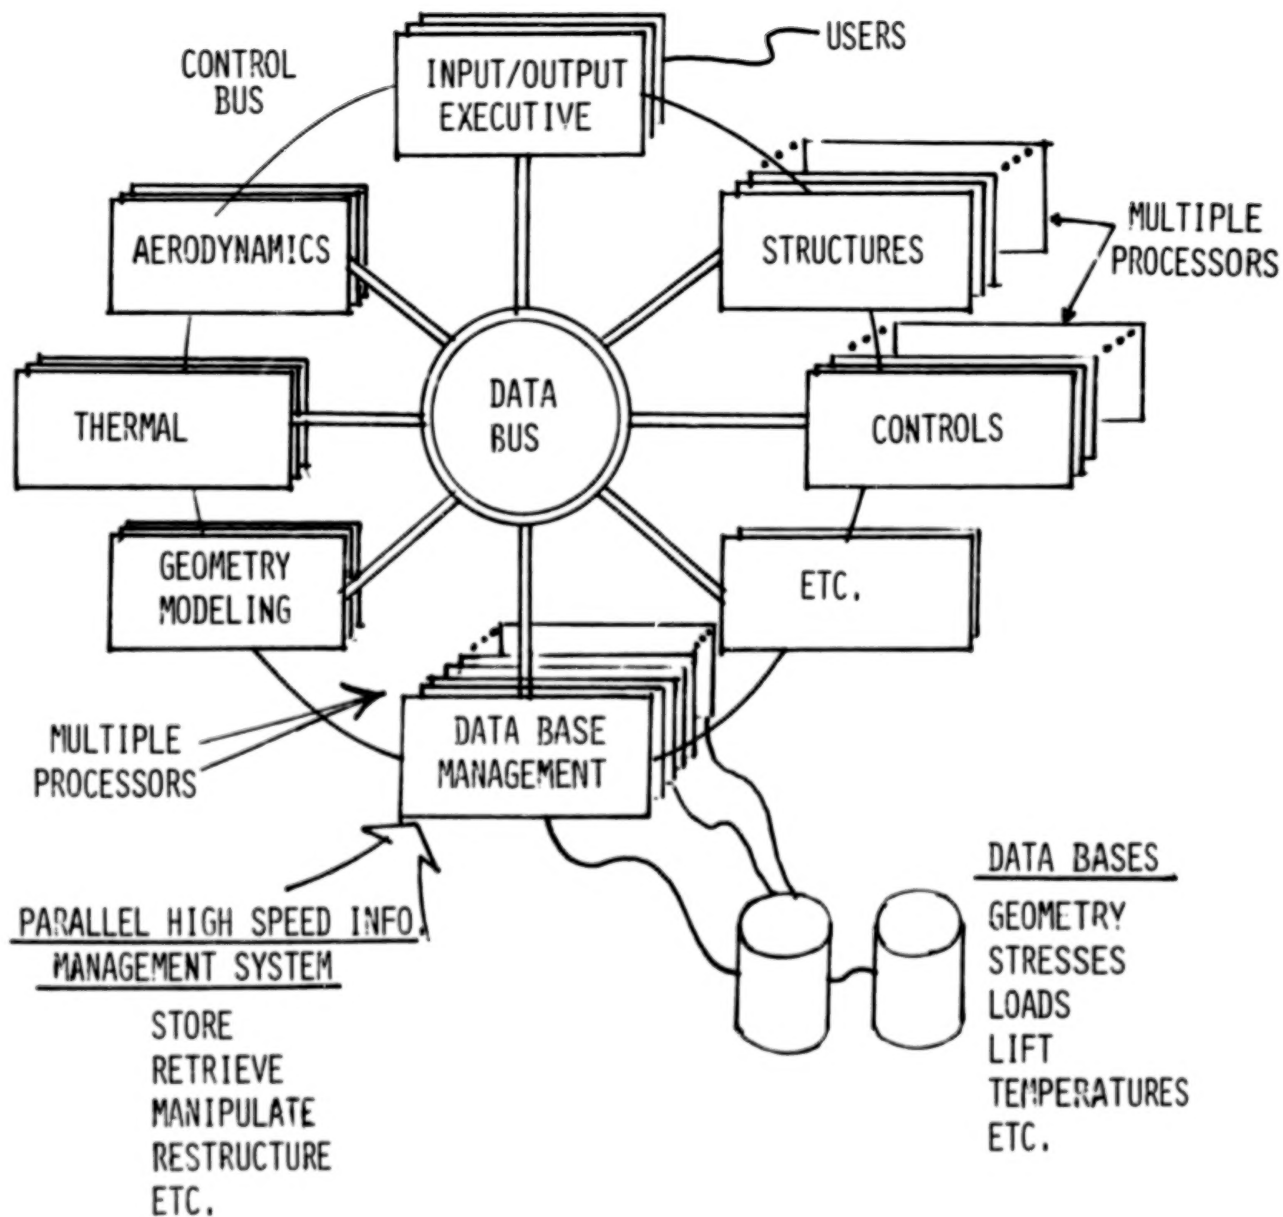 USERS
CONTROL
BUS
INPUT/OUTPUT
EXECUTIVE
AERODYNAMICS
STRUCTURES
MULTIPLE
PROCESSORS
THERMAL
DATA
BUS
CONTROLS
GEOMETRY
MODELING
ETC.
MULTIPLE
PROCESSORS
DATA BASE
MANAGEMENT
PARALLEL HIGH SPEED INFO.
MANAGEMENT SYSTEM
STORE
RETRIEVE
MANIPULATE
RESTRUCTURE
ETC.
DATA BASES
GEOMETRY
STRESSES
LOADS
LIFT
TEMPERATURES
ETC.